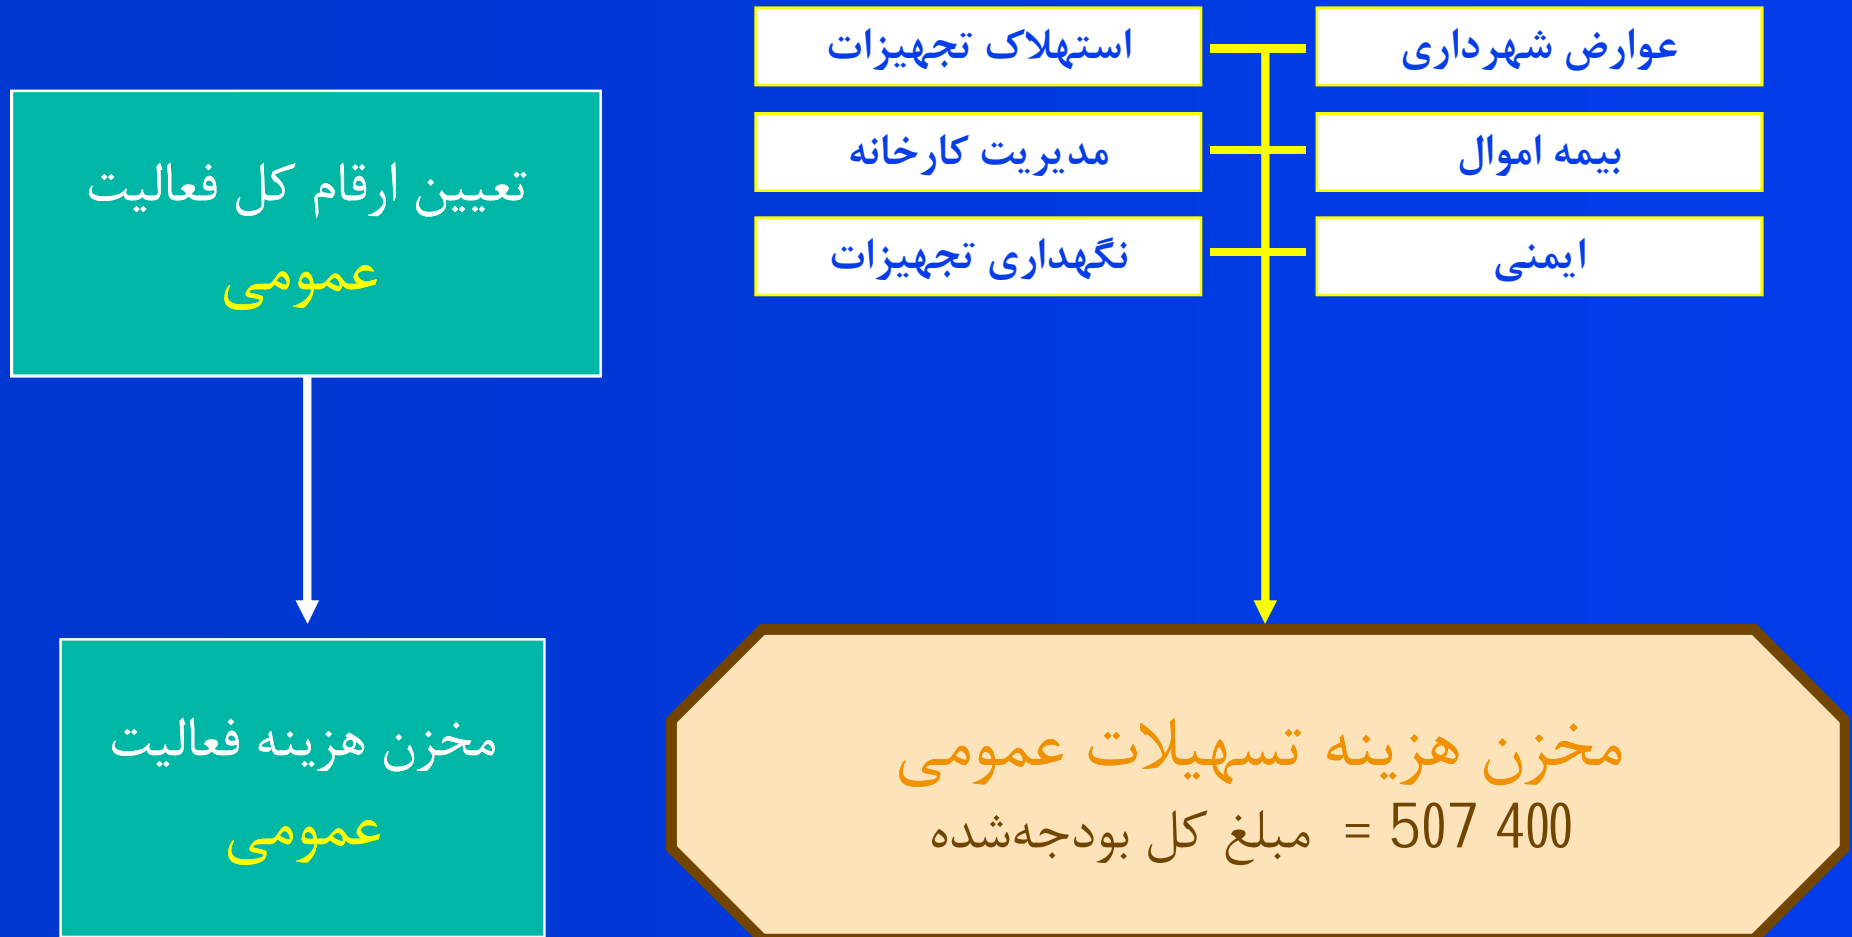 عوارض شهرداری
استهلاک تجهیزات
بیمه اموال
مدیریت کارخانه
ایمنی
نگهداری تجهیزات
تعیین ارقام کل فعالیت
عمومی
مخزن هزینه تسهیلات عمومی
507 400 = مبلغ کل بودجه‌شده
مخزن هزینه فعالیت
عمومی